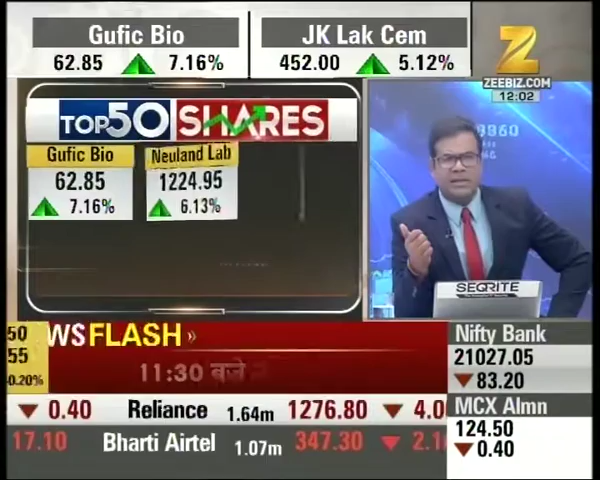 Gufic Bio
62.85 7.16%
JK Lak Cem
452.00 5.12%
ZEEBIZ.COM
12:02
TOP50 SHARES
Gufic Bio
62.85
7.16%
Neuland Lab
1224.95
6.13%
SEQRITE
50
55
0.20%
WSFLASH
11:30 बजे
Nifty Bank
21027.05
83.20
MCX Almn
124.50
0.40
0.40 Reliance 1.64m 1276.80 4.0
17.10 Bharti Airtel 1.07m 347.30 2.1